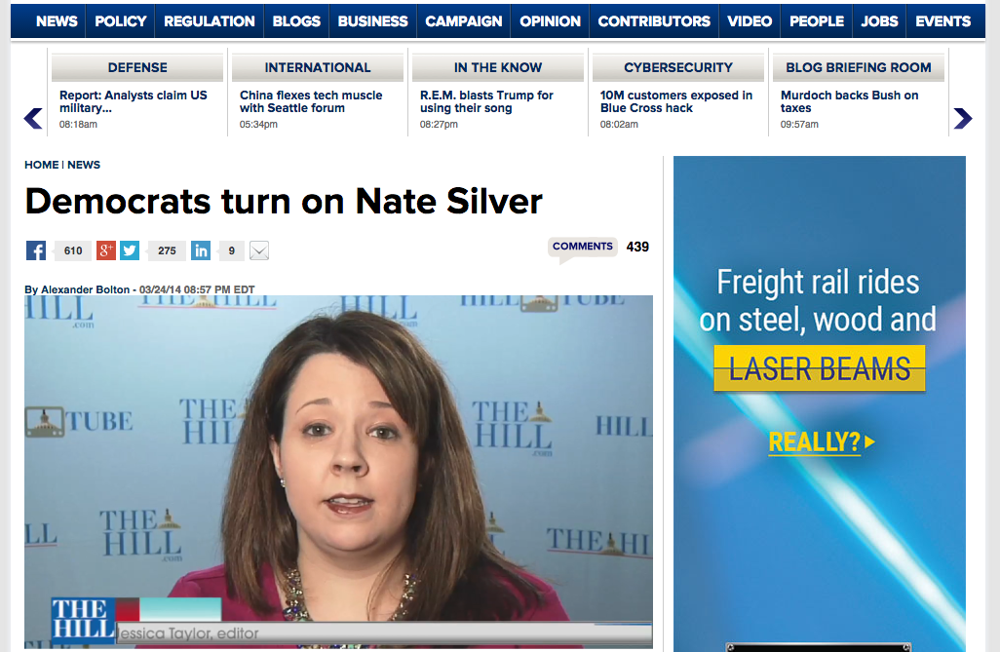 NEWS POLICY REGULATION BLOGS BUSINESS CAMPAIGN OPINION CONTRIBUTORS VIDEO PEOPLE JOBS EVENTS
DEFENSE
Report: Analysts claim US
military...
08:18am
INTERNATIONAL
China flexes tech muscle
with Seattle forum
05:34pm
IN THE KNOW
R.E.M. blasts Trump for
using their song
08:27pm
CYBERSECURITY
10M customers exposed in
Blue Cross hack
08:02am
BLOG BRIEFING ROOM
Murdoch backs Bush on
taxes
09:57am
HOME | NEWS
Democrats turn on Nate Silver
f 610 g+ 275 in 9
COMMENTS 439
By Alexander Bolton - 03/24/14 08:57 PM EDT
HILL
.com
THE HILL
HILL
.com
HILL TUBE
TUBE
THE
HIL
THE
HILL
.com
HILL
LL
THE
HILL
.com
THE HI
THE
HILL
essica Taylor, editor
Freight rail rides
on steel, wood and
LASER BEAMS
REALLY?